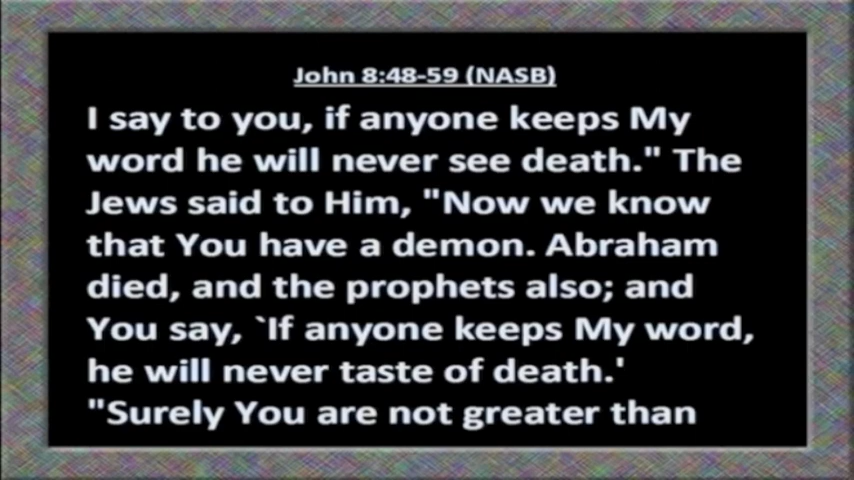 John 8:48-59 (NASB)
I say to you, if anyone keeps My
word he will never see death." The
Jews said to Him, "Now we know
that You have a demon. Abraham
died, and the prophets also; and
You say, `If anyone keeps My word,
he will never taste of death.'
"Surely You are not greater than